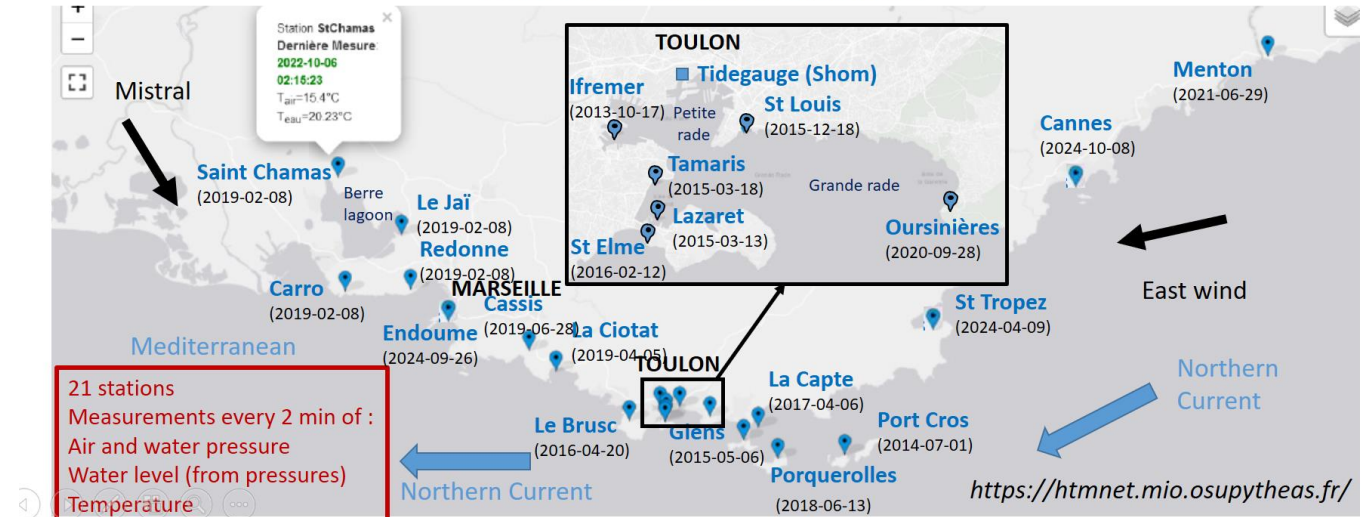 +
−
Station StChamas
×
Dernière Mesure
2022-10-06
02:15:23
Tair=15.4°C
Teau=20.23°C
Mistral
Saint Chamas
(2019-02-08)
Berre
lagoon
Le Jaï
(2019-02-08)
Redonne
(2019-02-08)
Carro
(2019-02-08)
MARSEILLE
Endoume
(2024-09-26)
Cassis
(2019-06-28)
La Ciotat
(2019-04-05)
Mediterranean
TOULON
Tidegauge (Shom)
Ifremer
(2013-10-17)
Petite
rade
St Louis
(2015-12-18)
Tamaris
(2015-03-18)
Grande rade
Lazaret
(2015-03-13)
St Elme
(2016-02-12)
Oursinières
(2020-09-28)
Menton
(2021-06-29)
Cannes
(2024-10-08)
East wind
St Tropez
(2024-04-09)
TOULON
Le Brusc
(2016-04-20)
Giens
(2015-05-06)
La Capte
(2017-04-06)
Port Cros
(2014-07-01)
Porquerolles
(2018-06-13)
Northern
Current
Northern Current
21 stations
Measurements every 2 min of :
Air and water pressure
Water level (from pressures)
Temperature
https://htmnet.mio.osupytheas.fr/